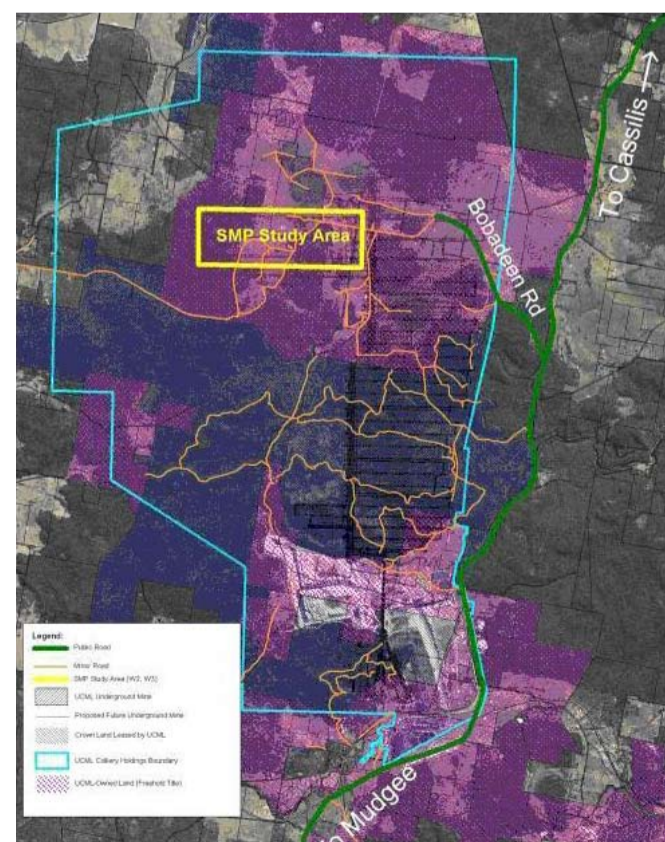 To Cassilis
Bobadeen Rd
SMP Study Area
To Mudgee
Legend:
Public Road
Minor Road
SMP Study Area (W2, W3)
UCML Underground Mine
Proposed Future Underground Mine
Crown Land Leased by UCML
UCML Colliery Holdings Boundary
UCML-Owned Land (Freehold Title)